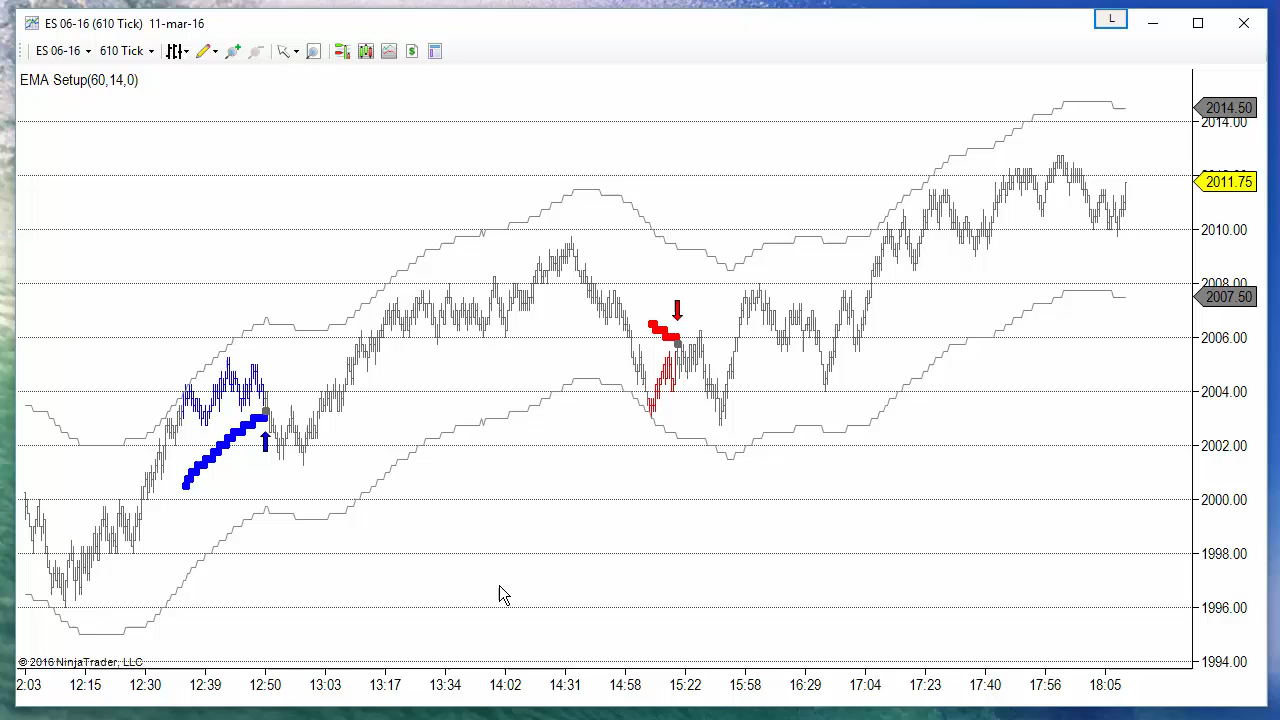 ES 06-16 (610 Tick) 11-mar-16
L
ES 06-16
610 Tick
$
EMA Setup(60,14,0)
2014.50
2014.00
2011.75
2010.00
2008.00
2007.50
2006.00
2004.00
2002.00
2000.00
1998.00
1996.00
1994.00
© 2016 NinjaTrader, LLC
2:03 12:15 12:30 12:39 12:50 13:03 13:17 13:34 14:02 14:31 14:58 15:22 15:58 16:29 17:04 17:23 17:40 17:56 18:05